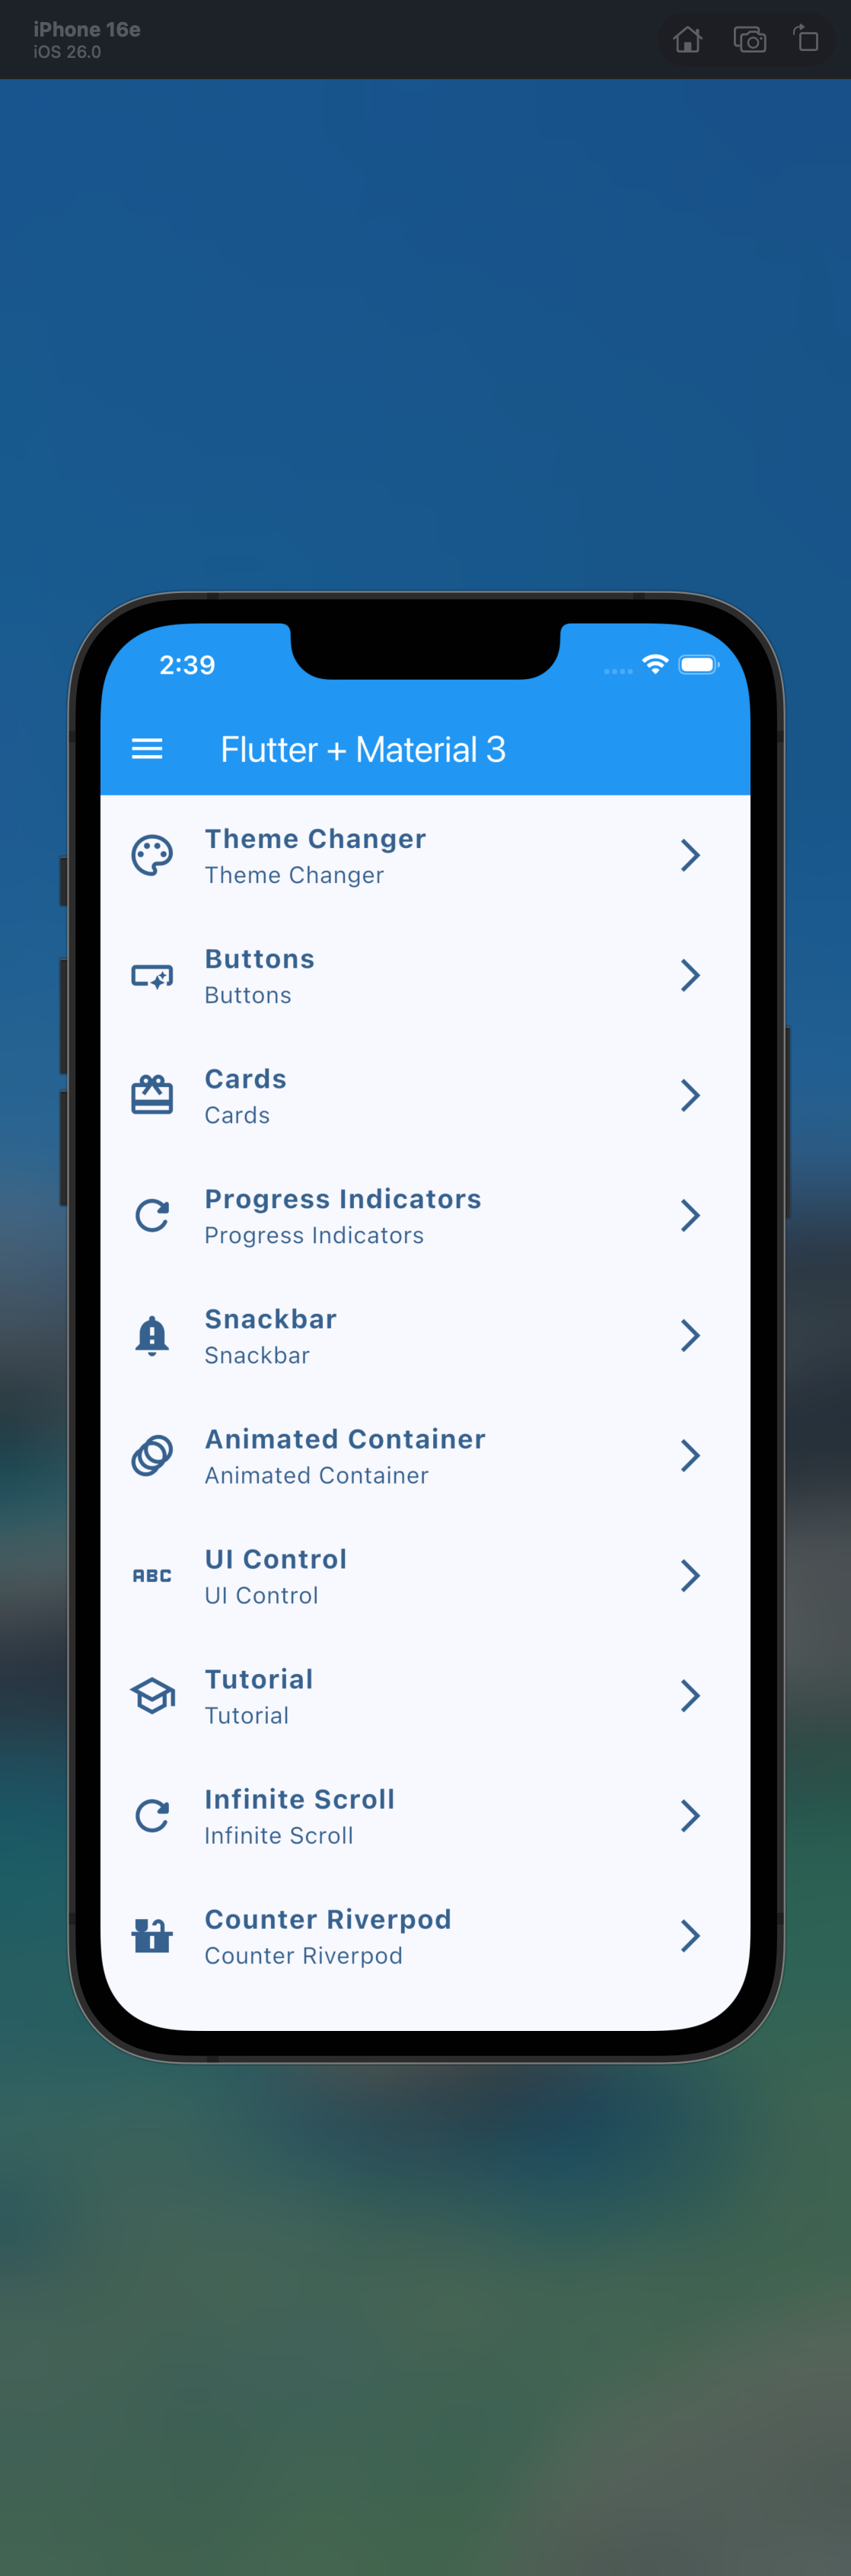 iPhone 16e
iOS 26.0
2:39
Flutter + Material 3
Theme Changer
Theme Changer
Buttons
Buttons
Cards
Cards
Progress Indicators
Progress Indicators
Snackbar
Snackbar
Animated Container
Animated Container
ABC
UI Control
UI Control
Tutorial
Tutorial
Infinite Scroll
Infinite Scroll
Counter Riverpod
Counter Riverpod